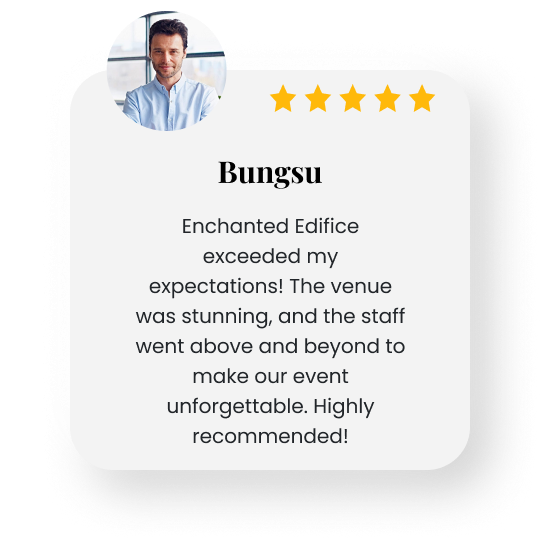 Bungsu
Enchanted Edifice
exceeded my
expectations! The venue
was stunning, and the staff
went above and beyond to
make our event
unforgettable. Highly
recommended!